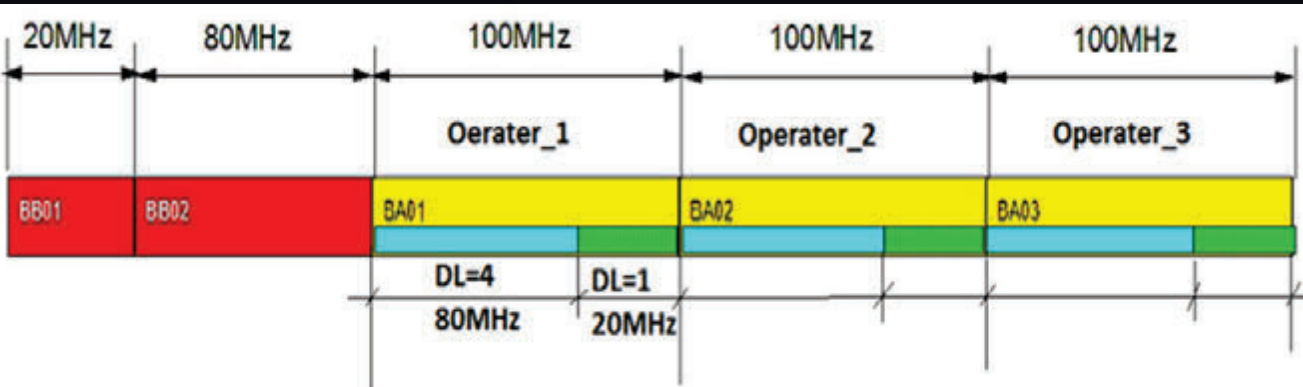 20MHz 80MHz 100MHz 100MHz 100MHz
Oerater_1 Operater_2 Operater_3
BB01 BB02 BA01 BA02 BA03
DL=4 DL=1
80MHz 20MHz